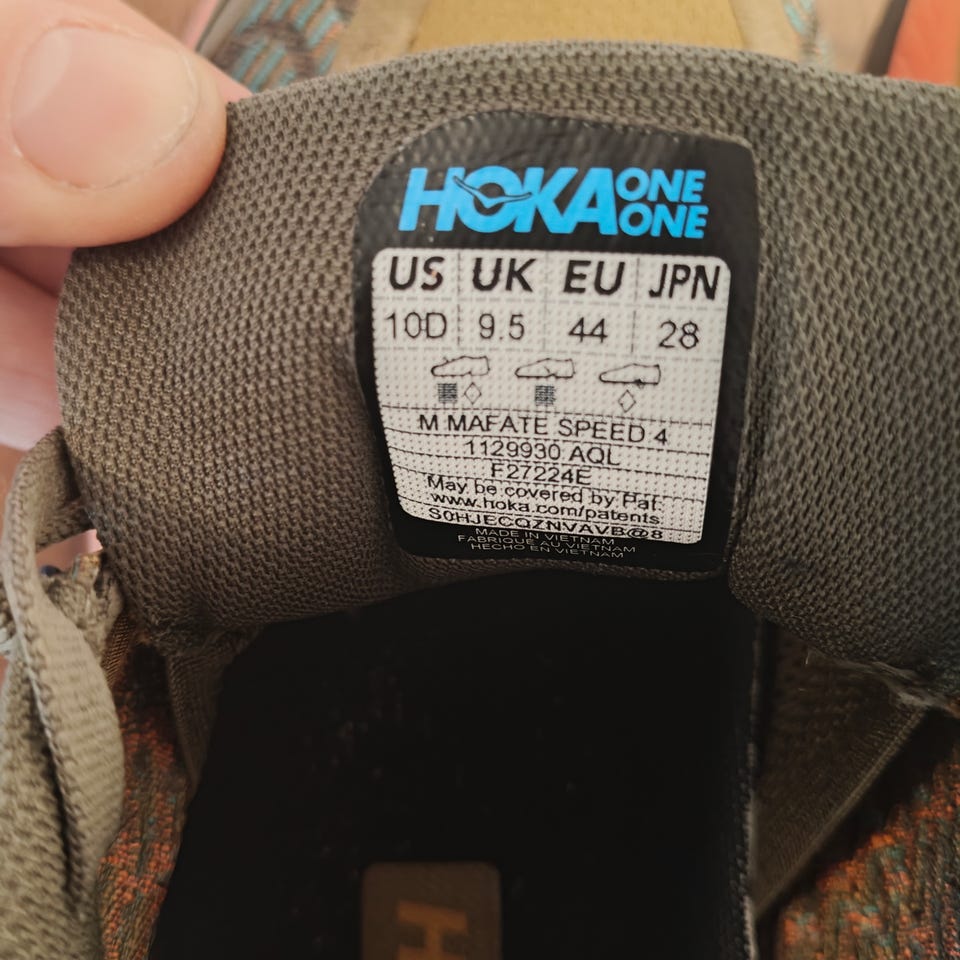 HOKA ONE ONE
US UK EU JPN
10D 9.5 44 28
M MAFATE SPEED 4
1129930 AQL
F27224E
May be covered by Pat.
www.hoka.com/patents
S0HJECQZNVAVB@8
MADE IN VIETNAM
FABRIQUÉ AU VIETNAM
HECHO EN VIETNAM
H